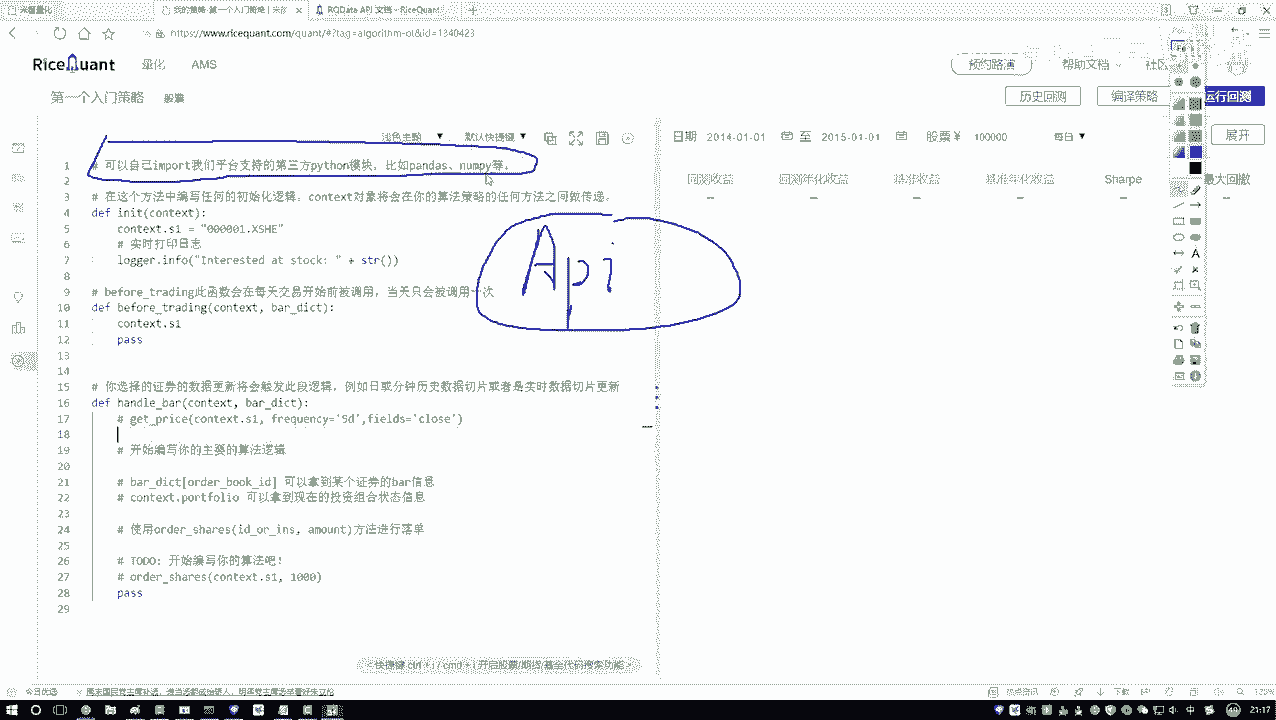 米筐量化
我的策略-第一个入门策略 | 米筐
RQData API 文档 - RiceQuant
https://www.ricequant.com/quant/#?tag=algorithm-ol&id=1840423
RiceQuant 量化 AMS 预约路演 帮助文档 社区
第一个入门策略 股票 历史回测 编译策略 运行回测
浅色主题 默认快捷键 日期 2014-01-01 至 2015-01-01 股票 ¥ 100000 每日 展开
回测收益 回测年化收益 基准收益 基准年化收益 Sharpe 最大回撤
1 # 可以自己import我们平台支持的第三方python模块，比如pandas、numpy等。
2
3 # 在这个方法中编写任何的初始化逻辑。context对象将会在你的算法策略的任何方法之间做传递。
4 def init(context):
5 context.s1 = "000001.XSHE"
6 # 实时打印日志
7 logger.info("Interested at stock: " + str())
8
9 # before_trading此函数会在每天交易开始前被调用，当天只会被调用一次
10 def before_trading(context, bar_dict):
11 context.s1
12 pass
13
14
15 # 你选择的证券的数据更新将会触发此段逻辑，例如日或分钟历史数据切片或者是实时数据切片更新
16 def handle_bar(context, bar_dict):
17 # get_price(context.s1, frequency='5d',fields='close')
18
19 # 开始编写你的主要的算法逻辑
20
21 # bar_dict[order_book_id] 可以拿到某个证券的bar信息
22 # context.portfolio 可以拿到现在的投资组合状态信息
23
24 # 使用order_shares(id_or_ins, amount)方法进行落单
25
26 # TODO: 开始编写你的算法吧！
27 # order_shares(context.s1, 1000)
28 pass
29
Api
快捷键 ctrl + i / cmd + i 开启股票/期货/基金代码搜索功能
今日优选
热点资讯 下载 120%
中 21:17